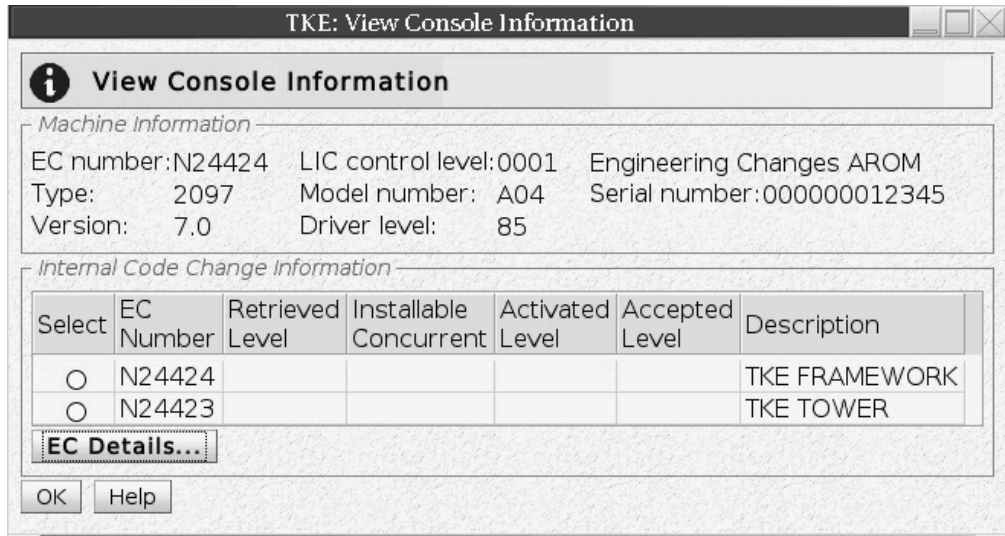 TKE: View Console Information
View Console Information
Machine Information
EC number: N24424 LIC control level: 0001 Engineering Changes AROM
Type: 2097 Model number: A04 Serial number: 000000012345
Version: 7.0 Driver level: 85
Internal Code Change Information
Select EC Number Retrieved Level Installable Concurrent Activated Level Accepted Level Description
N24424 TKE FRAMEWORK
N24423 TKE TOWER
EC Details...
OK Help